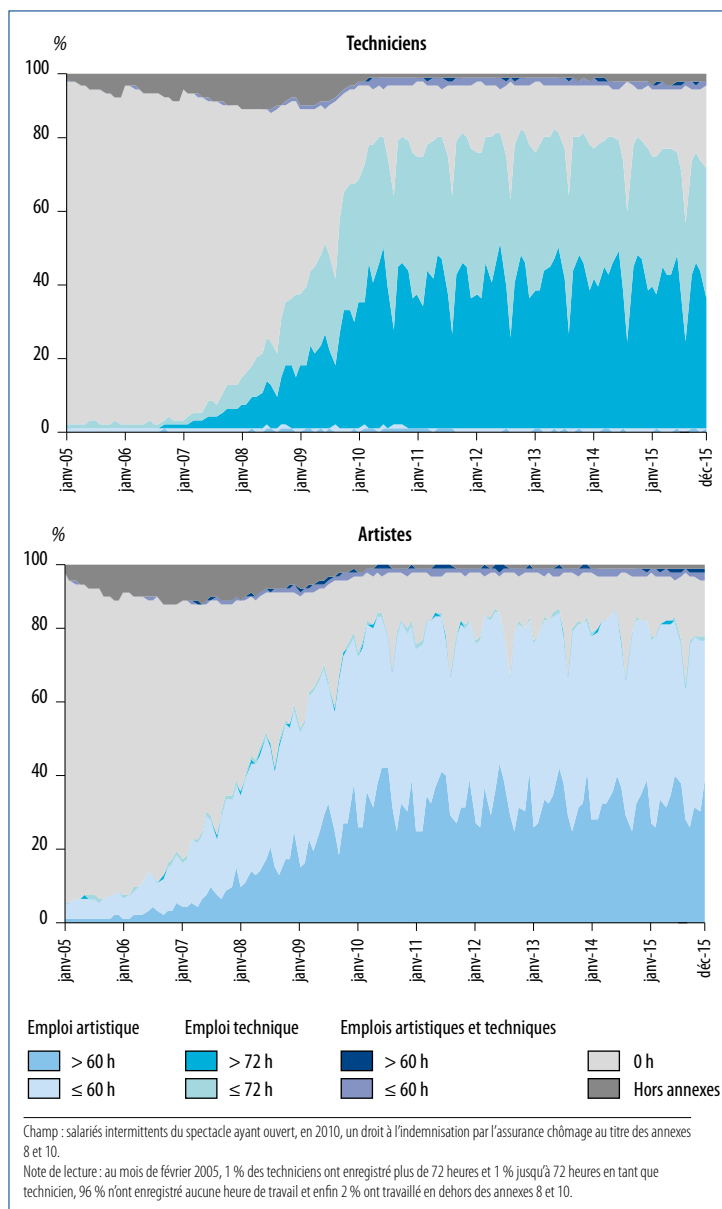 Techniciens
%
100
80
60
40
20
0
janv-05
janv-06
janv-07
janv-08
janv-09
janv-10
janv-11
janv-12
janv-13
janv-14
janv-15
déc-15
Artistes
%
100
80
60
40
20
0
janv-05
janv-06
janv-07
janv-08
janv-09
janv-10
janv-11
janv-12
janv-13
janv-14
janv-15
déc-15
Emploi artistique Emploi technique Emplois artistiques et techniques
> 60 h > 72 h > 60 h 0 h
≤ 60 h ≤ 72 h ≤ 60 h Hors annexes
Champ : salariés intermittents du spectacle ayant ouvert, en 2010, un droit à l'indemnisation par l'assurance chômage au titre des annexes
8 et 10.
Note de lecture : au mois de février 2005, 1 % des techniciens ont enregistré plus de 72 heures et 1 % jusqu'à 72 heures en tant que
technicien, 96 % n'ont enregistré aucune heure de travail et enfin 2 % ont travaillé en dehors des annexes 8 et 10.